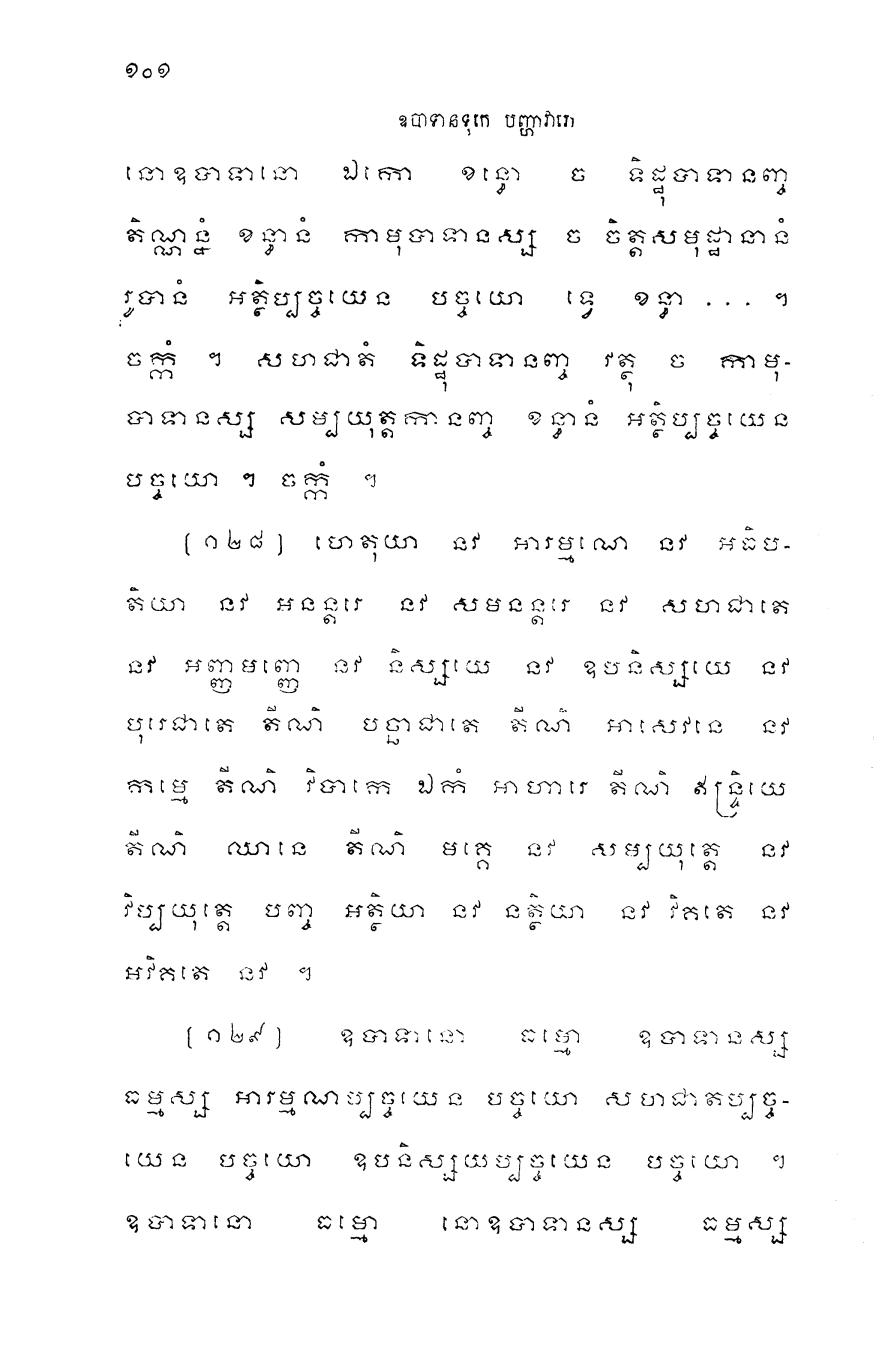 ១០១
ឧបាទានទុកេ បញ្ហាវារោ
នោឧបាទានោ ឯកោ ខន្ធោ ច ទិដ្ឋុបាទានញ្ច
តិណ្ណន្នំ ខន្ធានំ កាមុបាទានស្ស ច ចិត្តសមុដ្ឋានានំ
រូបានំ អត្ថិប្បច្ចយេន បច្ចយោ ទ្វេ ខន្ធា ... ។
ចក្កំ ។ សហជាតំ ទិដ្ឋុបាទានញ្ច វត្ថុ ច កាមុ-
បាទានស្ស សម្បយុត្តកានញ្ច ខន្ធានំ អត្ថិប្បច្ចយេន
បច្ចយោ ។ ចក្កំ ។
[១២៨] ហេតុយា នវ អារម្មណេ នវ អធិប-
តិយា នវ អនន្តរេ នវ សមនន្តរេ នវ សហជាតេ
នវ អញ្ញមញ្ញេ នវ និស្សយេ នវ ឧបនិស្សយេ នវ
បុរេជាតេ តីណិ បច្ឆាជាតេ តីណិ អាសេវនេ នវ
កម្មេ តីណិ វិបាកេ ឯកំ អាហារេ តីណិ ឥន្ទ្រិយេ
តីណិ ឈានេ តីណិ មគ្គេ នវ សម្បយុត្តេ នវ
វិប្បយុត្តេ បញ្ច អត្ថិយា នវ នត្ថិយា នវ វិគតេ នវ
អវិគតេ នវ ។
[១២៩] ឧបាទានោ ធម្មោ ឧបាទានស្ស
ធម្មស្ស អារម្មណប្បច្ចយេន បច្ចយោ សហជាតប្បច្ច-
យេន បច្ចយោ ឧបនិស្សយប្បច្ចយេន បច្ចយោ ។
ឧបាទានោ ធម្មោ នោឧបាទានស្ស ធម្មស្ស